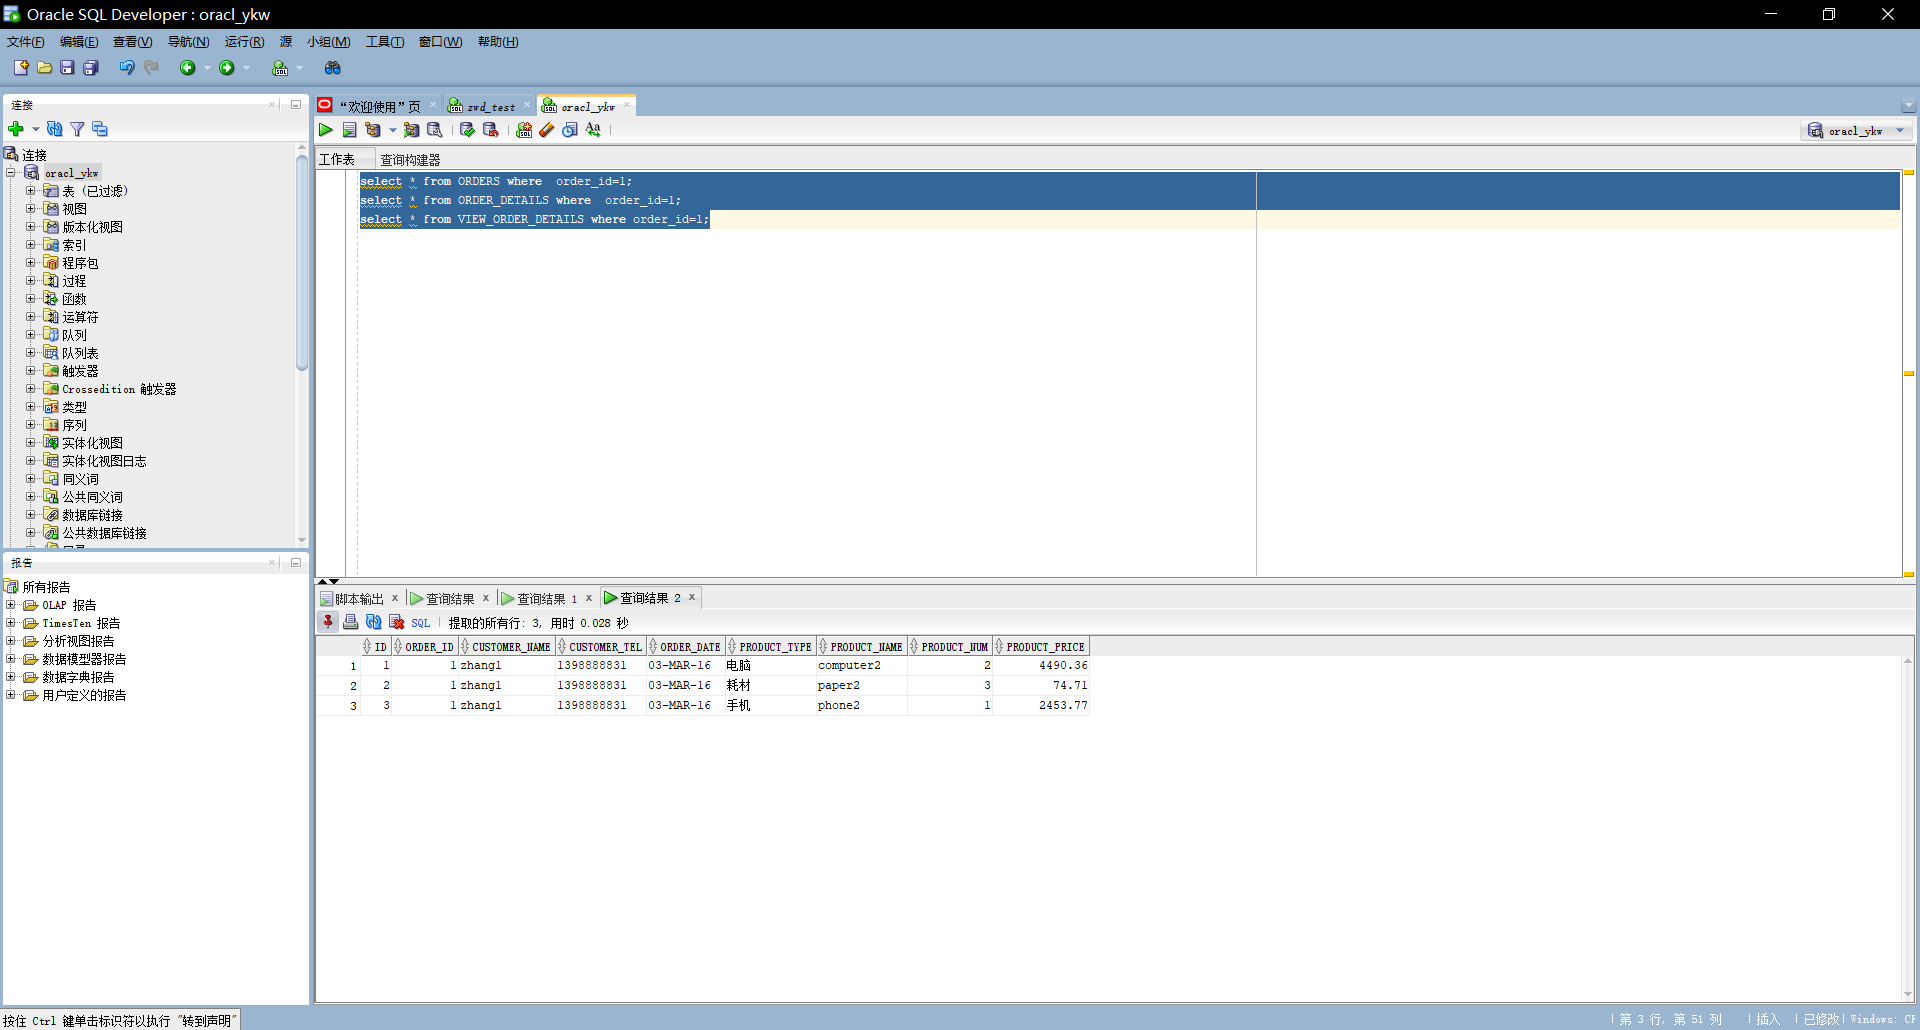 Oracle SQL Developer : oracl_ykw
文件(F) 编辑(E) 查看(V) 导航(N) 运行(R) 源 小组(M) 工具(T) 窗口(W) 帮助(H)
连接
连接
oracl_ykw
表 (已过滤)
视图
版本化视图
索引
程序包
过程
函数
运算符
队列
队列表
触发器
Crossedition 触发器
类型
序列
实体化视图
实体化视图日志
同义词
公共同义词
数据库链接
公共数据库链接
报告
所有报告
OLAP 报告
TimesTen 报告
分析视图报告
数据模型器报告
数据字典报告
用户定义的报告
“欢迎使用”页 zwd_test oracl_ykw
oracl_ykw
工作表 查询构建器
select * from ORDERS where  order_id=1;
select * from ORDER_DETAILS where  order_id=1;
select * from VIEW_ORDER_DETAILS where order_id=1;
脚本输出 x 查询结果 x 查询结果 1 x 查询结果 2 x
SQL 提取的所有行: 3, 用时 0.028 秒
ID ORDER_ID CUSTOMER_NAME CUSTOMER_TEL ORDER_DATE PRODUCT_TYPE PRODUCT_NAME PRODUCT_NUM PRODUCT_PRICE
1 1 1 zhang1 1398888831 03-MAR-16 电脑 computer2 2 4490.36
2 2 1 zhang1 1398888831 03-MAR-16 耗材 paper2 3 74.71
3 3 1 zhang1 1398888831 03-MAR-16 手机 phone2 1 2453.77
按住 Ctrl 键单击标识符以执行 "转到声明"
第 3 行, 第 51 列 插入 已修改 Windows: CF